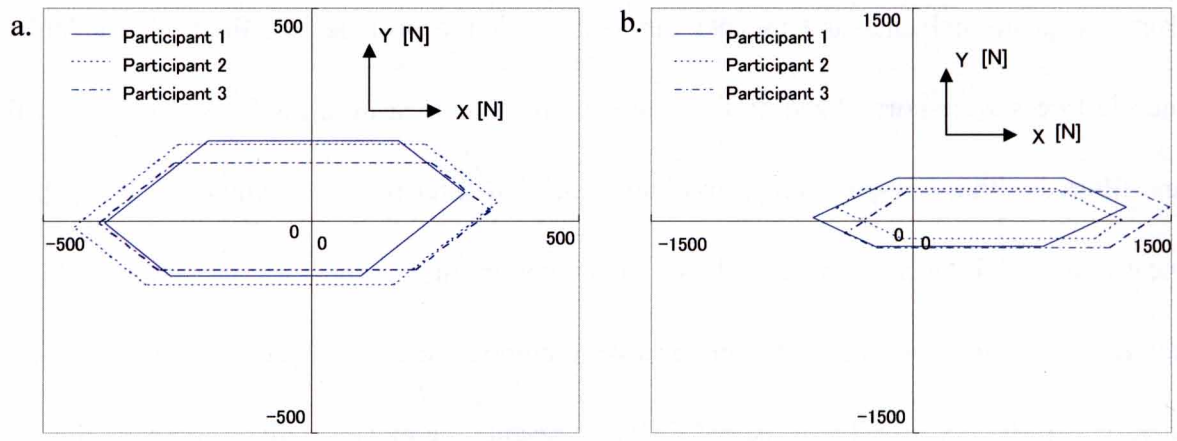 a.
500
Participant 1
Participant 2
Participant 3
Y [N]
X [N]
-500
0
0
500
-500
b.
1500
Participant 1
Participant 2
Participant 3
Y [N]
X [N]
-1500
0
0
1500
-1500